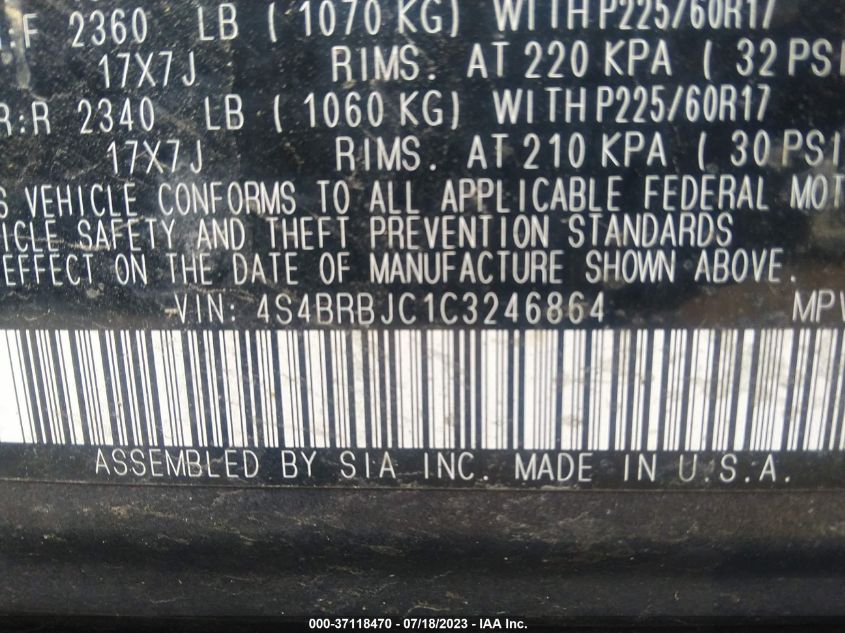 F 2360 LB ( 1070 KG) WITH P225/60R17
17X7J RIMS. AT 220 KPA ( 32 PSI
R:R 2340 LB ( 1060 KG) WITH P225/60R17
17X7J RIMS. AT 210 KPA ( 30 PSI
S VEHICLE CONFORMS TO ALL APPLICABLE FEDERAL MOT
ICLE SAFETY AND THEFT PREVENTION STANDARDS
EFFECT ON THE DATE OF MANUFACTURE SHOWN ABOVE.
VIN: 4S4BRBJC1C3246864 MPV
ASSEMBLED BY SIA INC. MADE IN U.S.A.
000-37118470 - 07/18/2023 - IAA Inc.